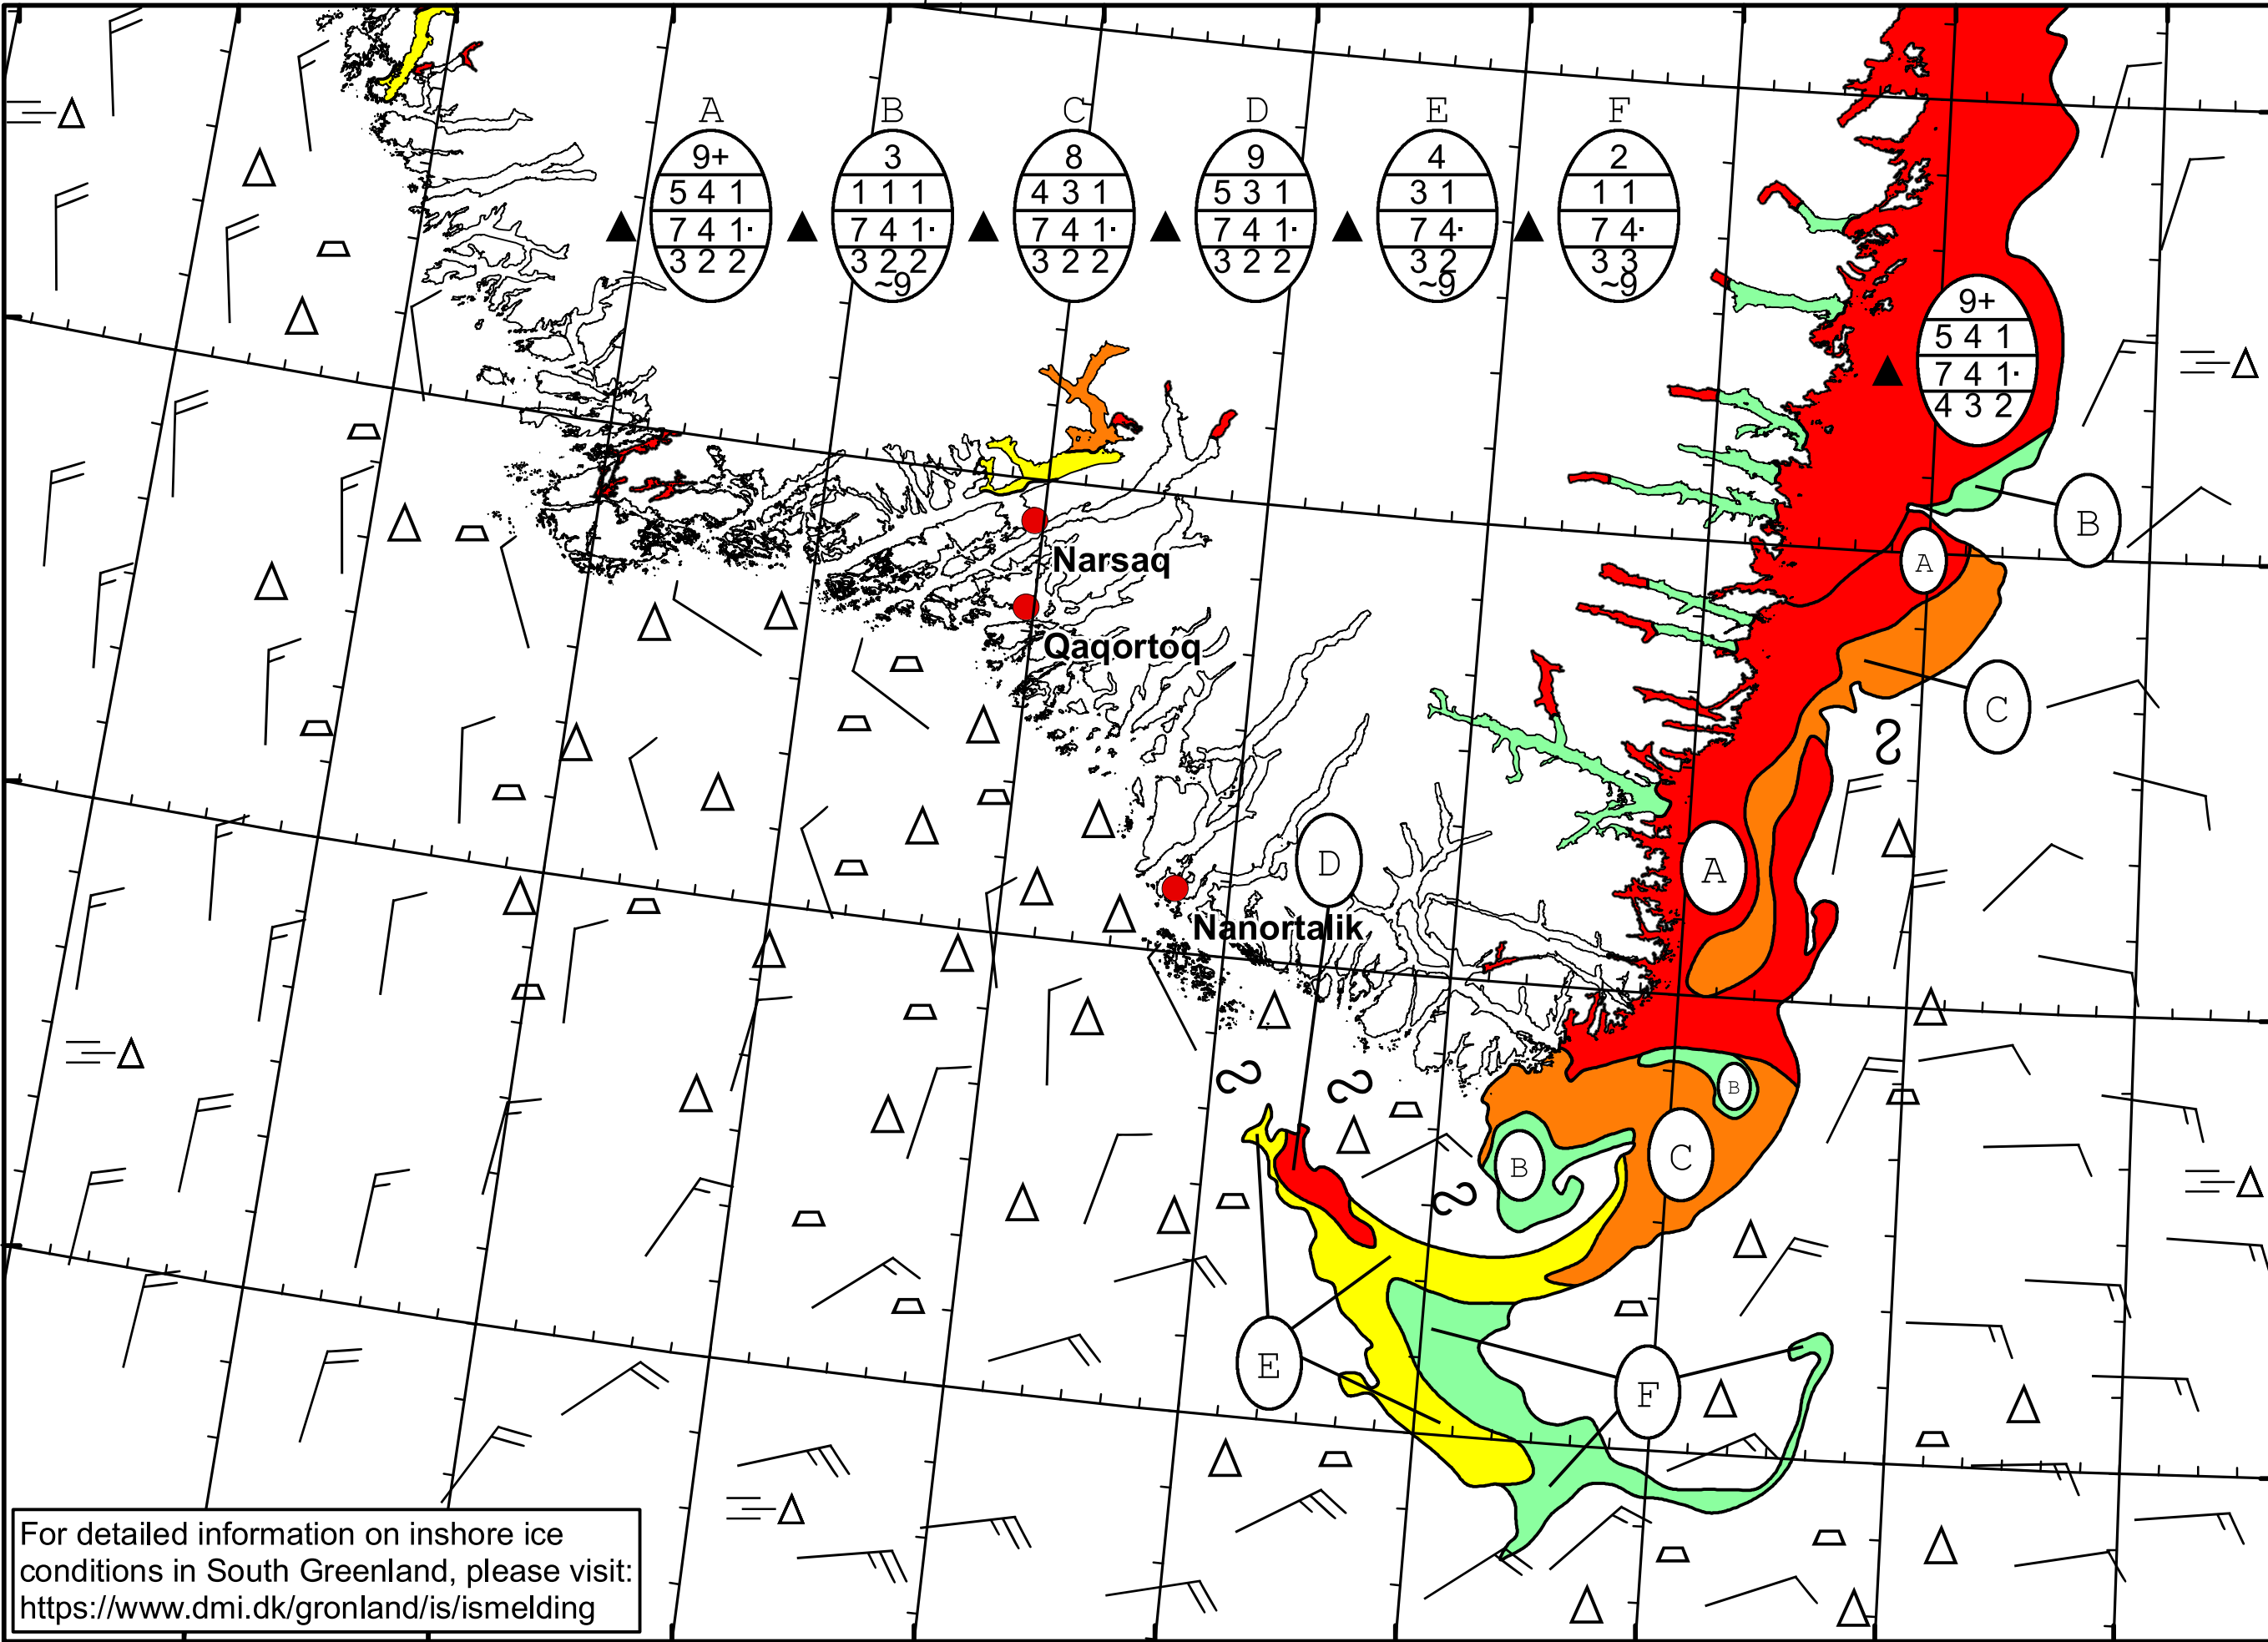 A B C D E F
9+ 3 8 9 4 2
5 4 1 1 1 1 4 3 1 5 3 1 3 1 1 1
7 4 1· 7 4 1· 7 4 1· 7 4 1· 7 4· 7 4·
3 2 2 3 2 2 3 2 2 3 2 2 3 2 3 3
~9 ~9 ~9
9+
5 4 1
7 4 1·
4 3 2
B
A
Narsaq
Qaqortoq
C
D
A
Nanortalik
B
C
B
E
F
For detailed information on inshore ice
conditions in South Greenland, please visit:
https://www.dmi.dk/gronland/is/ismelding